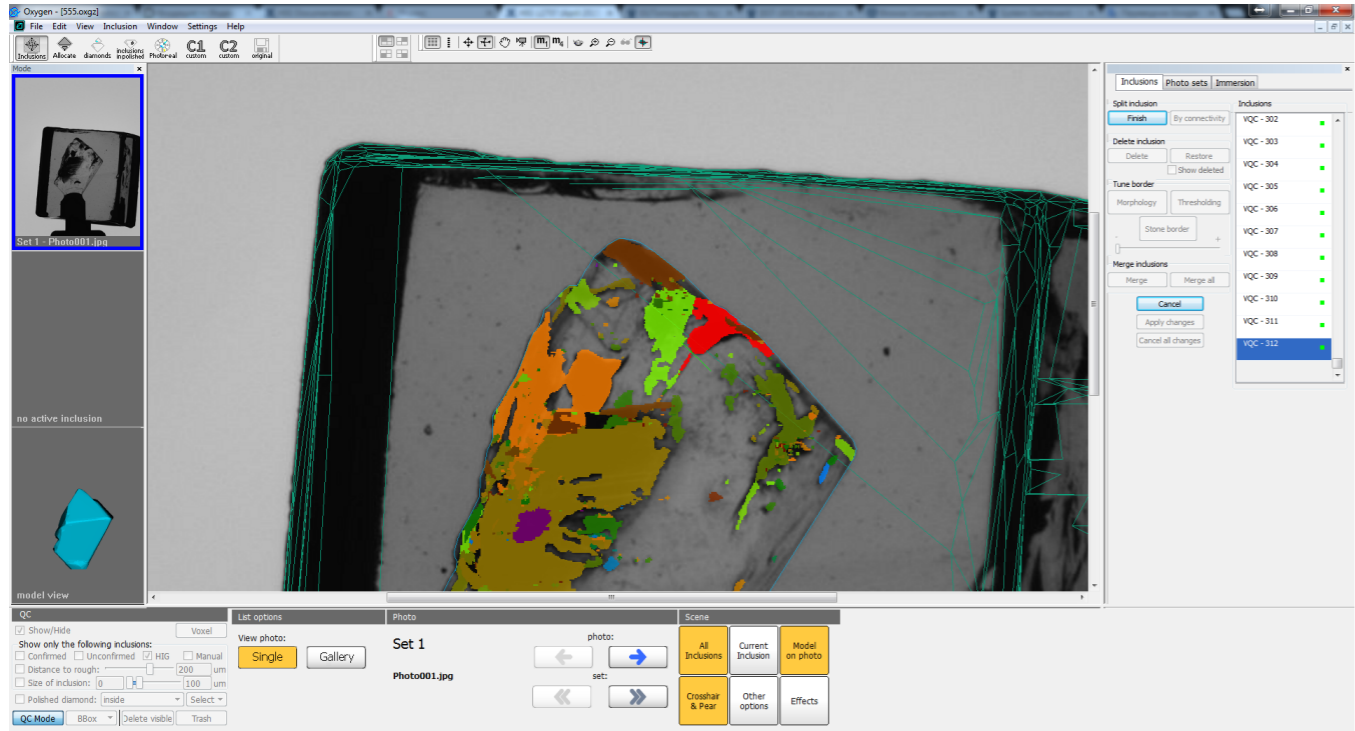 Oxygen - [555.oxgz]
File Edit View Inclusion Window Settings Help
Inclusions Allocate diamonds inclusions inpolished Photoreal C1 custom C2 custom original
m₁
Mode
Set 1 - Photo001.jpg
no active inclusion
model view
Inclusions Photo sets Immersion
Split inclusion
Finish By connectivity
Delete inclusion
Delete Restore
Show deleted
Tune border
Morphology Thresholding
Stone border
- +
Merge inclusions
Merge Merge all
Cancel
Apply changes
Cancel all changes
Inclusions
VQC - 302
VQC - 303
VQC - 304
VQC - 305
VQC - 306
VQC - 307
VQC - 308
VQC - 309
VQC - 310
VQC - 311
VQC - 312
QC
Show/Hide Voxel
Show only the following inclusions:
Confirmed Unconfirmed HIG Manual
Distance to rough: 200 um
Size of inclusion: 0 100 um
Polished diamond: inside Select
QC Mode BBox Delete visible Trash
List options
View photo:
Single Gallery
Photo
Set 1
photo:
Photo001.jpg
set:
Scene
All Inclusions
Current Inclusion
Model on photo
Crosshair & Pear
Other options
Effects